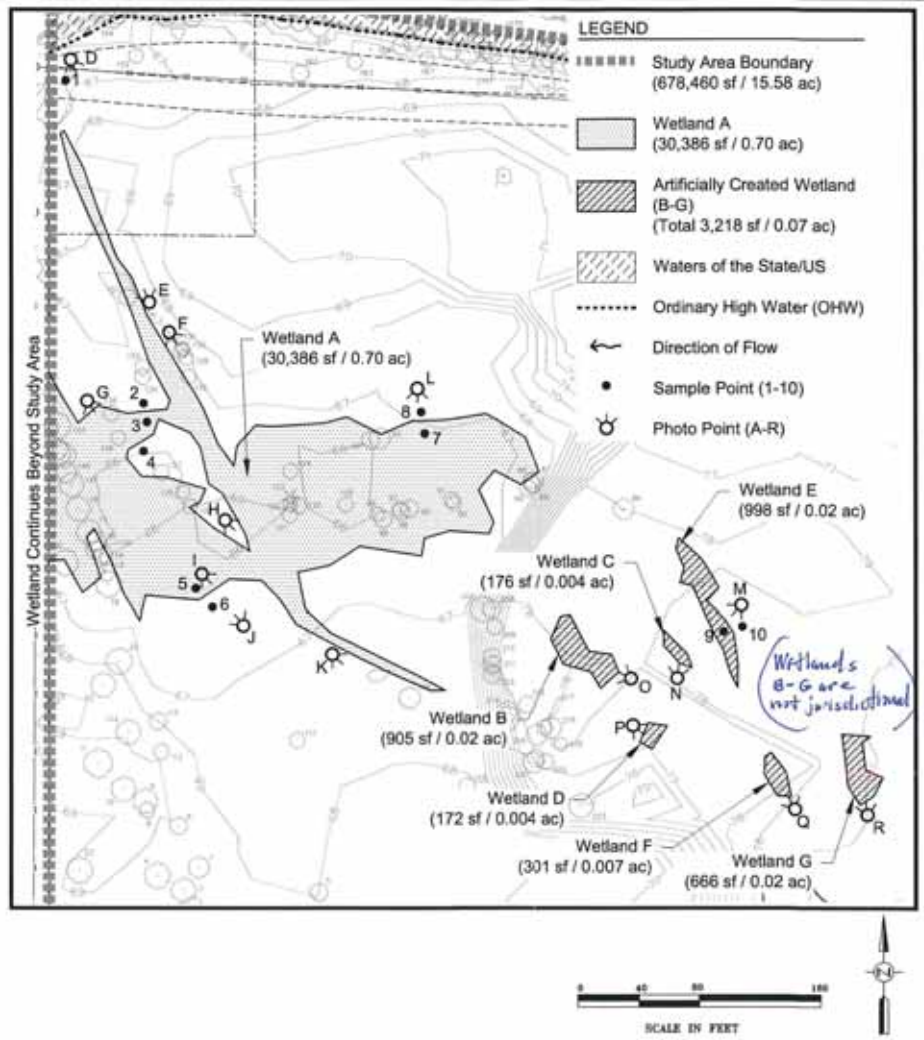 LEGEND
Study Area Boundary
(678,460 sf / 15.58 ac)
Wetland A
(30,386 sf / 0.70 ac)
Artificially Created Wetland
(B-G)
(Total 3,218 sf / 0.07 ac)
Waters of the State/US
Ordinary High Water (OHW)
Direction of Flow
Sample Point (1-10)
Photo Point (A-R)
D
1
E
F
Wetland A
(30,386 sf / 0.70 ac)
G
2
3
4
L
8
7
H
I
5
6
J
K
Wetland Continues Beyond Study Area
Wetland E
(998 sf / 0.02 ac)
Wetland C
(176 sf / 0.004 ac)
M
9
10
O
N
Wetlands
B-G are
not jurisdictional
Wetland B
(905 sf / 0.02 ac)
P
Wetland D
(172 sf / 0.004 ac)
Q
R
Wetland F
(301 sf / 0.007 ac)
Wetland G
(666 sf / 0.02 ac)
N
0 40 80 160
SCALE IN FEET